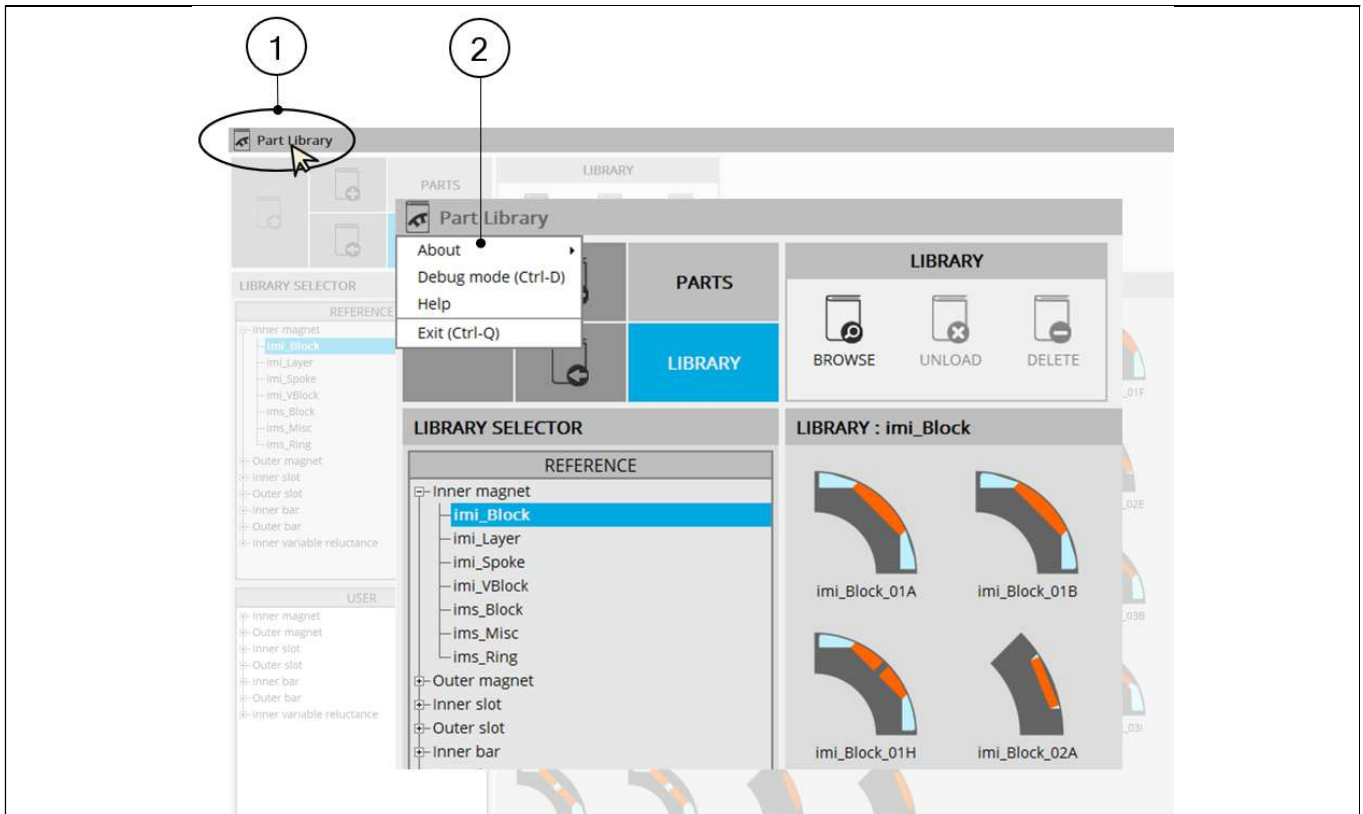 1
2
Part Library
LIBRARY
PARTS
LIBRARY SELECTOR
REFERENCE
Inner magnet
imi_Block
imi_Layer
imi_Spoke
imi_VBlock
ims_Block
ims_Misc
ims_Ring
Outer magnet
Inner slot
Outer slot
Inner bar
Outer bar
Inner variable reluctance
USER
Inner magnet
Outer magnet
Inner slot
Outer slot
Inner bar
Outer bar
Inner variable reluctance
Part Library
About
Debug mode (Ctrl-D)
Help
Exit (Ctrl-Q)
PARTS
LIBRARY
LIBRARY
BROWSE
UNLOAD
DELETE
LIBRARY SELECTOR
REFERENCE
Inner magnet
imi_Block
imi_Layer
imi_Spoke
imi_VBlock
ims_Block
ims_Misc
ims_Ring
Outer magnet
Inner slot
Outer slot
Inner bar
LIBRARY : imi_Block
imi_Block_01A
imi_Block_01B
imi_Block_01H
imi_Block_02A
_01F
_02E
_03B